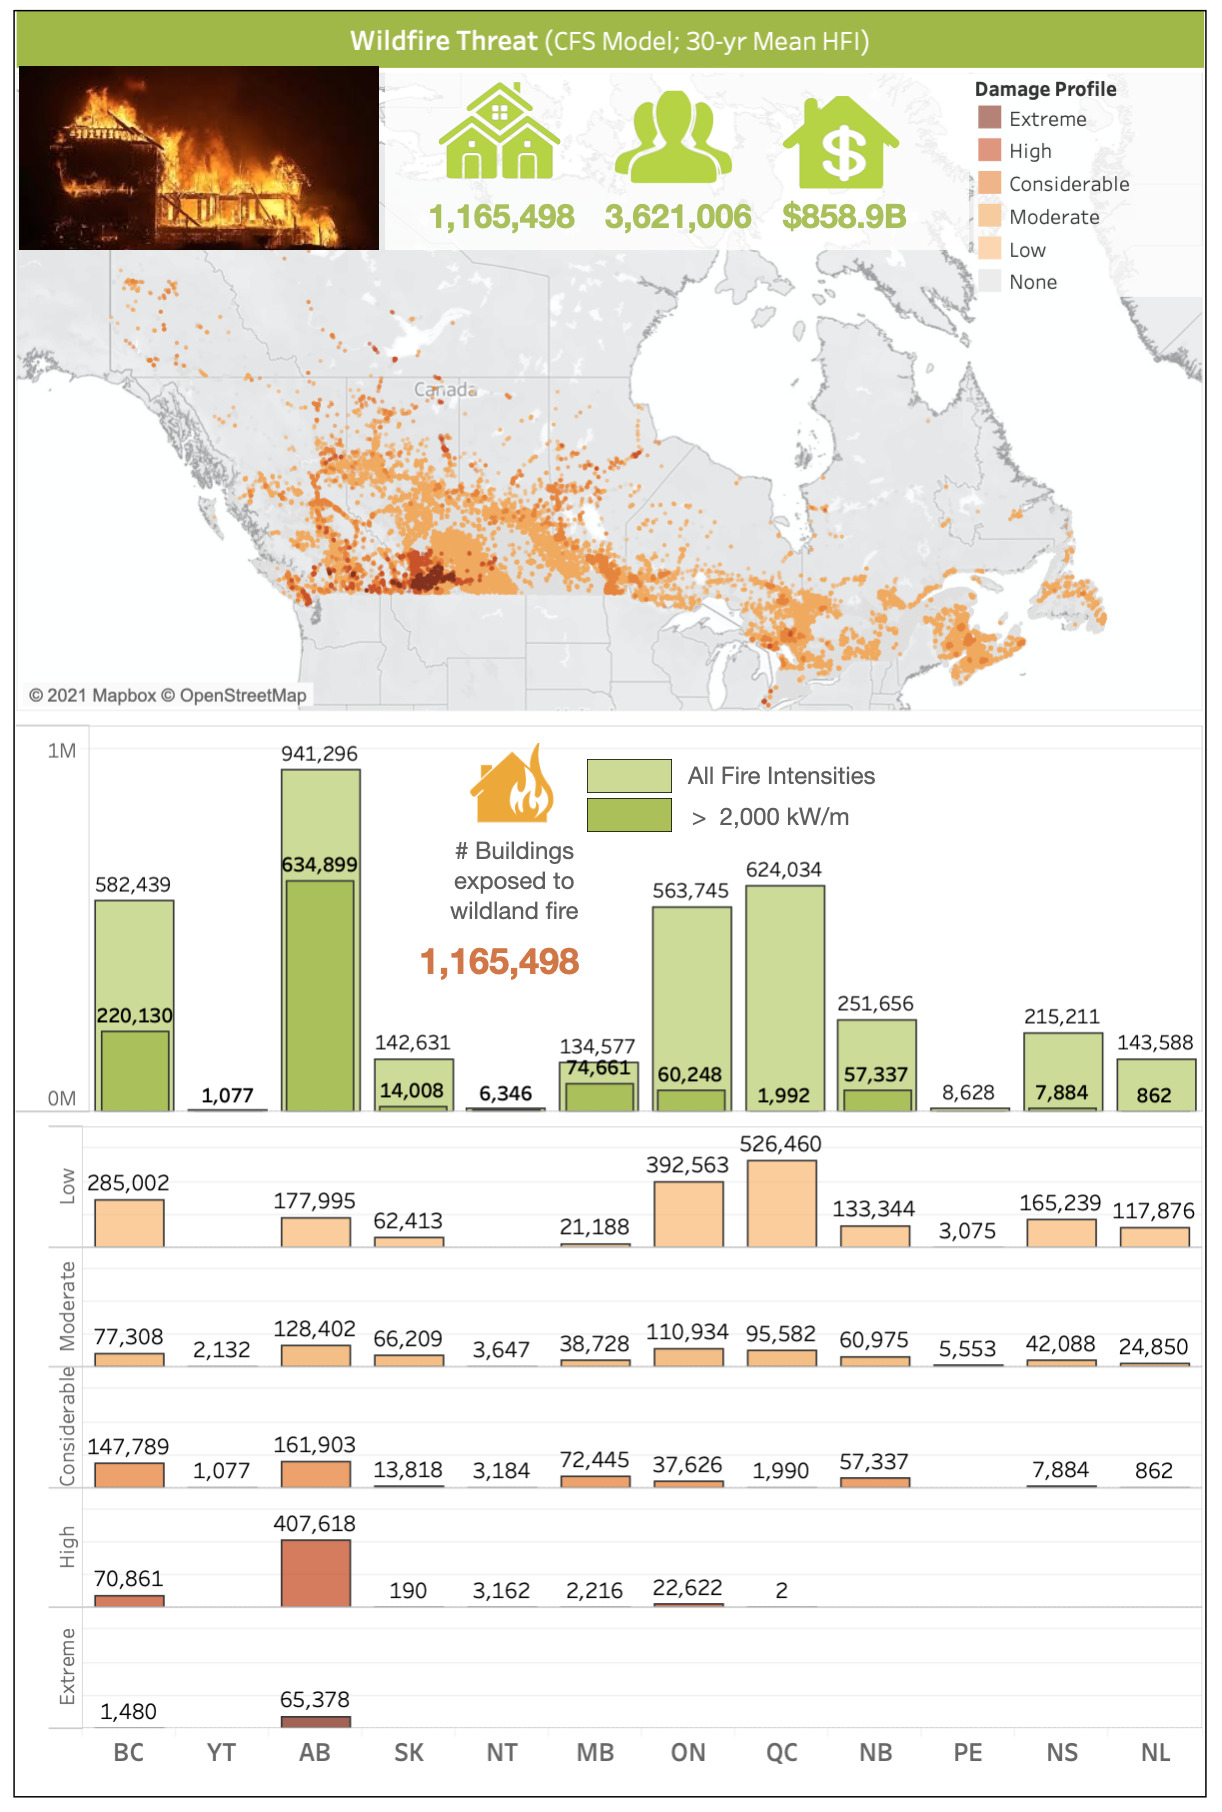 Wildfire Threat (CFS Model; 30-yr Mean HFI)
1,165,498 3,621,006 $858.9B
$
Damage Profile
Extreme
High
Considerable
Moderate
Low
None
Canada
© 2021 Mapbox © OpenStreetMap
1M
0M
All Fire Intensities
> 2,000 kW/m
# Buildings
exposed to
wildland fire
1,165,498
582,439
220,130
1,077
941,296
634,899
142,631
14,008
6,346
134,577
74,661
563,745
60,248
624,034
1,992
251,656
57,337
8,628
215,211
7,884
143,588
862
Low
285,002 177,995 62,413 21,188 392,563 526,460 133,344 3,075 165,239 117,876
Moderate
77,308 2,132 128,402 66,209 3,647 38,728 110,934 95,582 60,975 5,553 42,088 24,850
Considerable
147,789 1,077 161,903 13,818 3,184 72,445 37,626 1,990 57,337 7,884 862
High
70,861 407,618 190 3,162 2,216 22,622 2
Extreme
1,480 65,378
BC YT AB SK NT MB ON QC NB PE NS NL